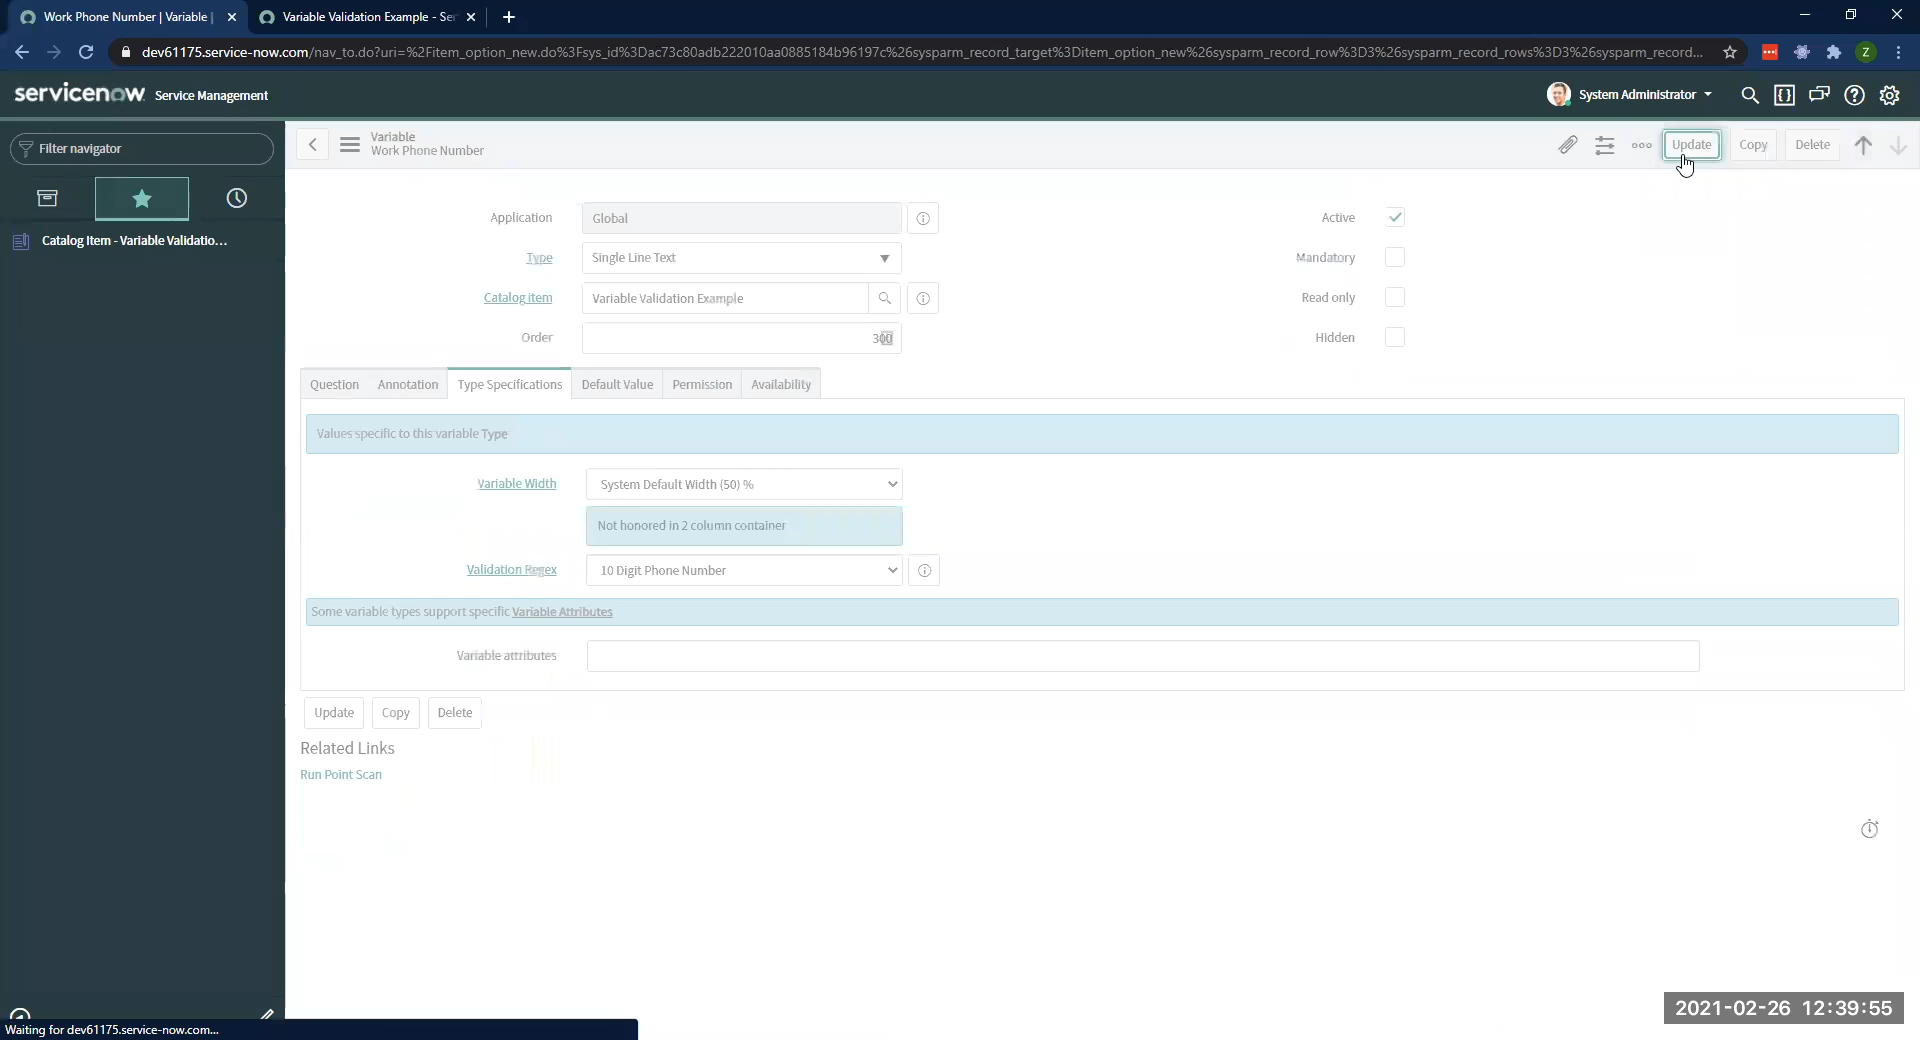 Work Phone Number | Variable |
Variable Validation Example - Ser
dev61175.service-now.com/nav_to.do?uri=%2Fitem_option_new.do%3Fsys_id%3Dac73c80adb222010aa0885184b96197c%26sysparm_record_target%3Ditem_option_new%26sysparm_record_row%3D3%26sysparm_record_rows%3D3%26sysparm_record...
Z
servicenow Service Management
System Administrator
Filter navigator
Variable
Work Phone Number
Update
Copy
Delete
Catalog Item - Variable Validatio...
Application
Global
Active
Type
Single Line Text
Mandatory
Catalog item
Variable Validation Example
Read only
Order
300
Hidden
Question
Annotation
Type Specifications
Default Value
Permission
Availability
Values specific to this variable Type
Variable Width
System Default Width (50) %
Not honored in 2 column container
Validation Regex
10 Digit Phone Number
Some variable types support specific Variable Attributes
Variable attributes
Update
Copy
Delete
Related Links
Run Point Scan
2021-02-26 12:39:55
Waiting for dev61175.service-now.com...